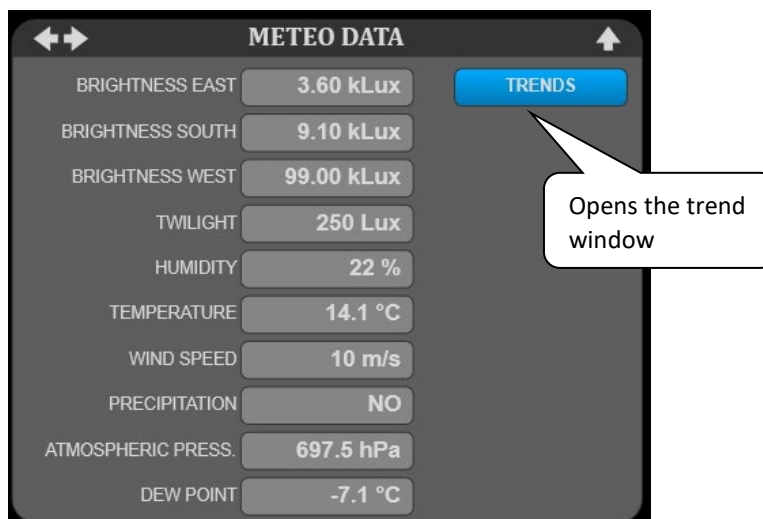 METEO DATA
BRIGHTNESS EAST 3.60 kLux TRENDS
BRIGHTNESS SOUTH 9.10 kLux
BRIGHTNESS WEST 99.00 kLux
Opens the trend
window
TWILIGHT 250 Lux
HUMIDITY 22 %
TEMPERATURE 14.1 °C
WIND SPEED 10 m/s
PRECIPITATION NO
ATMOSPHERIC PRESS. 697.5 hPa
DEW POINT -7.1 °C